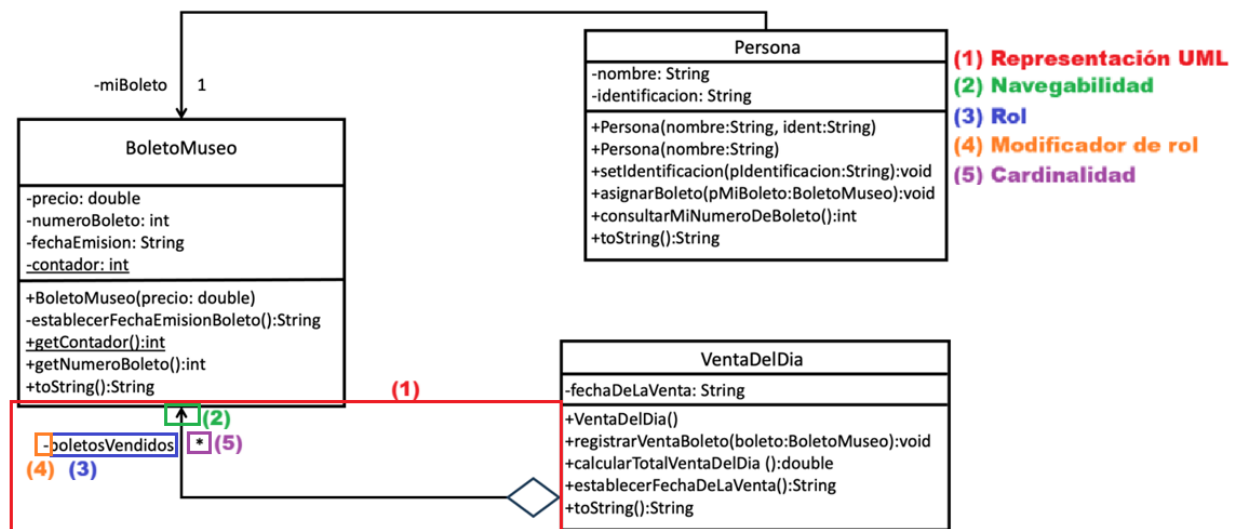 -miBoleto 1
BoletoMuseo
-precio: double
-numeroBoleto: int
-fechaEmision: String
-contador: int
+BoletoMuseo(precio: double)
-establecerFechaEmisionBoleto():String
+getContador():int
+getNumeroBoleto():int
+toString():String
Persona
-nombre: String
-identificacion: String
+Persona(nombre:String, ident:String)
+Persona(nombre:String)
+setIdentificacion(pIdentificacion:String):void
+asignarBoleto(pMiBoleto:BoletoMuseo):void
+consultarMiNumeroDeBoleto():int
+toString():String
(1) Representación UML
(2) Navegabilidad
(3) Rol
(4) Modificador de rol
(5) Cardinalidad
(1)
(2)
-boletosVendidos * (5)
(4) (3)
VentaDelDia
-fechaDeLaVenta: String
+VentaDelDia()
+registrarVentaBoleto(boleto:BoletoMuseo):void
+calcularTotalVentaDelDia ():double
+establecerFechaDeLaVenta():String
+toString():String